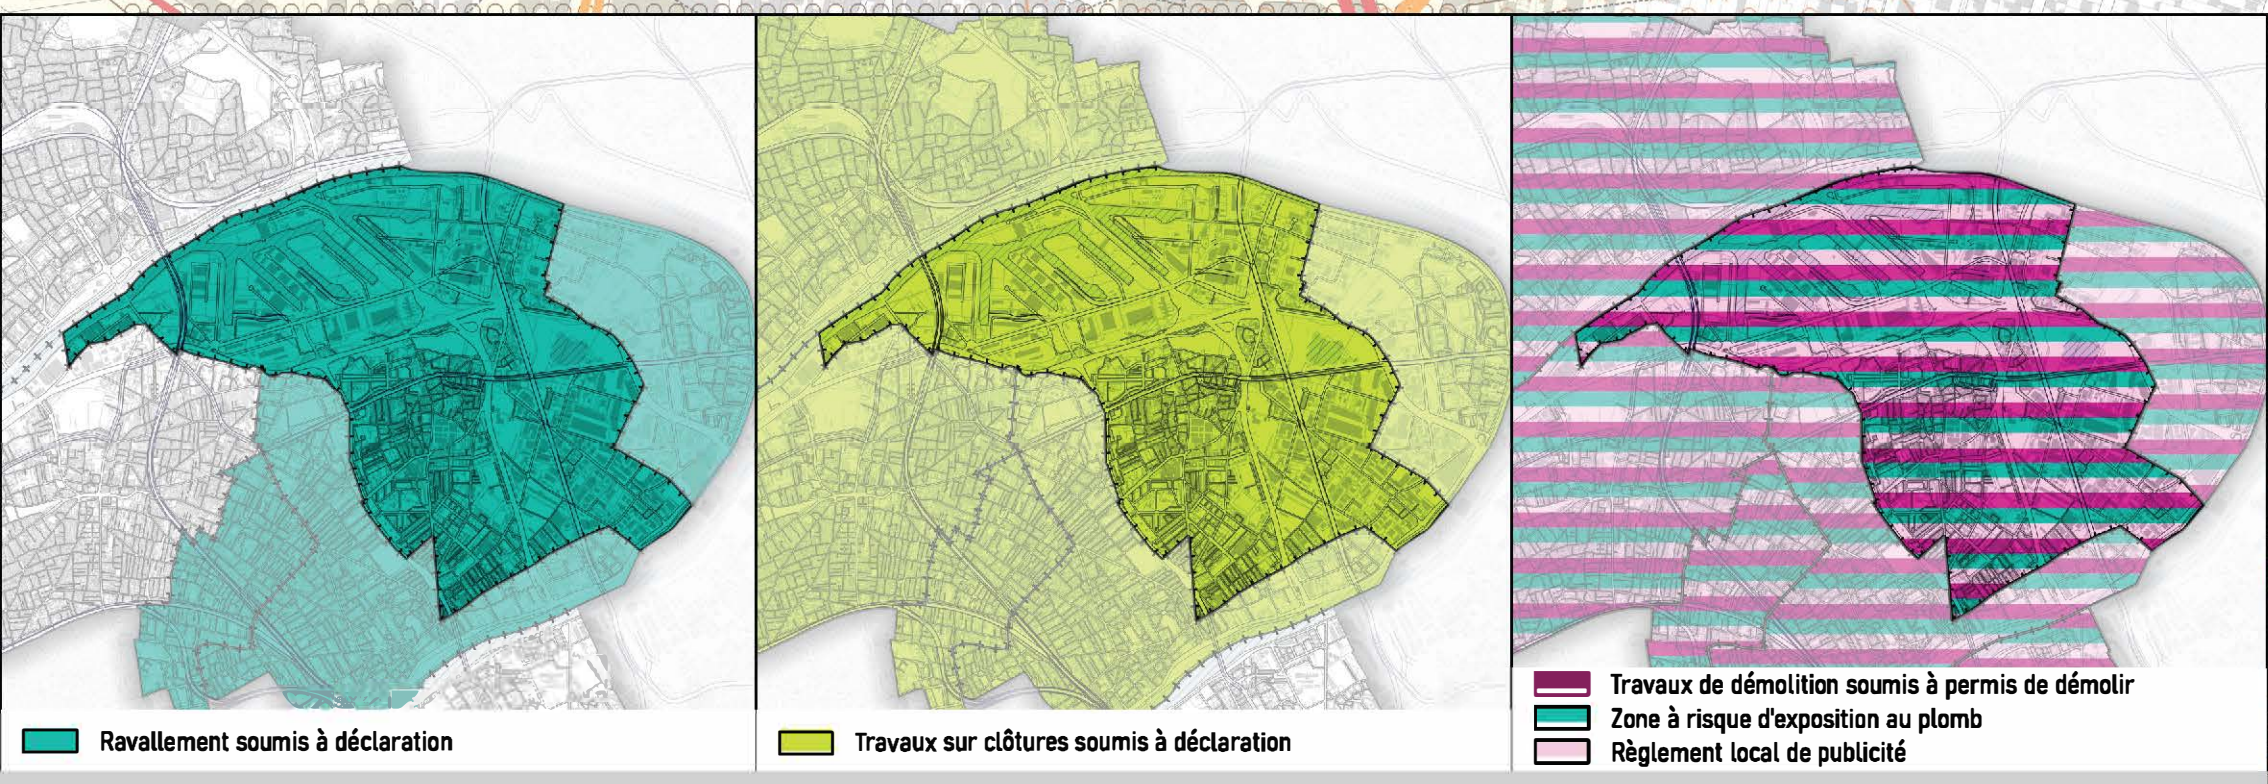 Ravallement soumis à déclaration
Travaux sur clôtures soumis à déclaration
Travaux de démolition soumis à permis de démolir
Zone à risque d'exposition au plomb
Règlement local de publicité